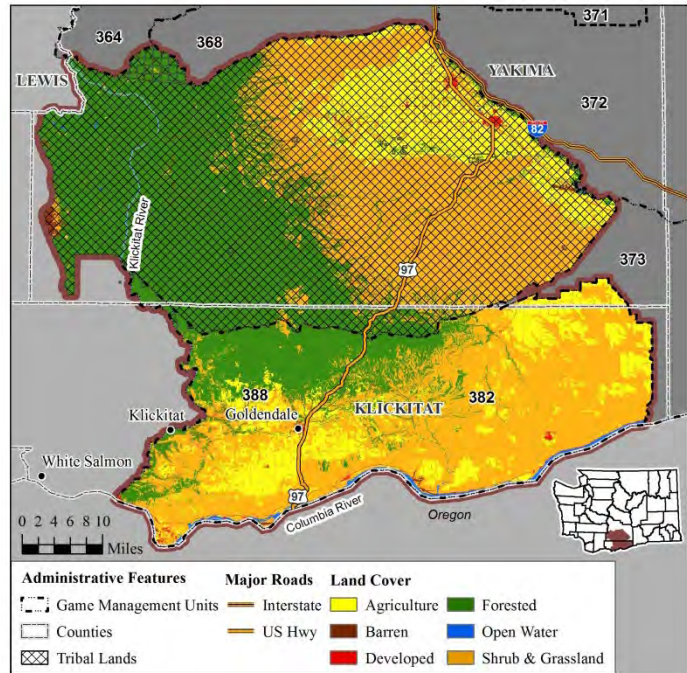 371
364
368
LEWIS
YAKIMA
372
82
Klickitat River
373
97
388
382
KLICKITAT
Klickitat
Goldendale
White Salmon
97
Columbia River
Oregon
0 2 4 6 8 10
Miles
Administrative Features
Game Management Units
Counties
Tribal Lands
Major Roads
Interstate
US Hwy
Land Cover
Agriculture
Barren
Developed
Forested
Open Water
Shrub & Grassland